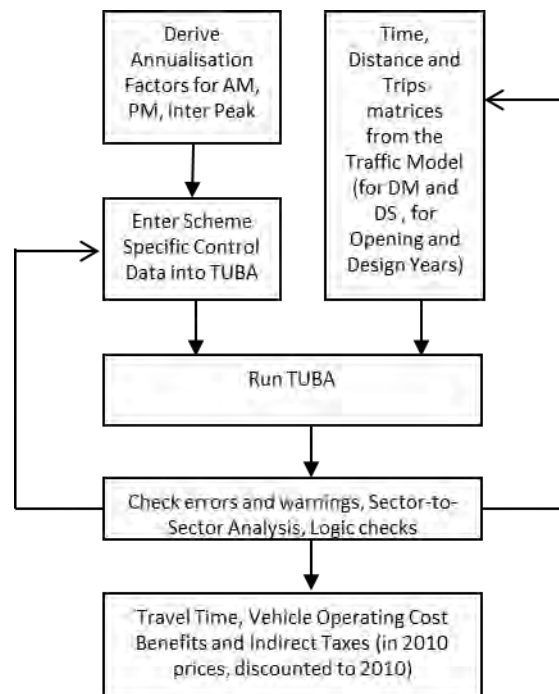 Derive
Annualisation
Factors for AM,
PM, Inter Peak
Time,
Distance and
Trips
matrices
from the
Traffic Model
(for DM and
DS , for
Opening and
Design Years)
Enter Scheme
Specific Control
Data into TUBA
Run TUBA
Check errors and warnings, Sector-to-
Sector Analysis, Logic checks
Travel Time, Vehicle Operating Cost
Benefits and Indirect Taxes (in 2010
prices, discounted to 2010)